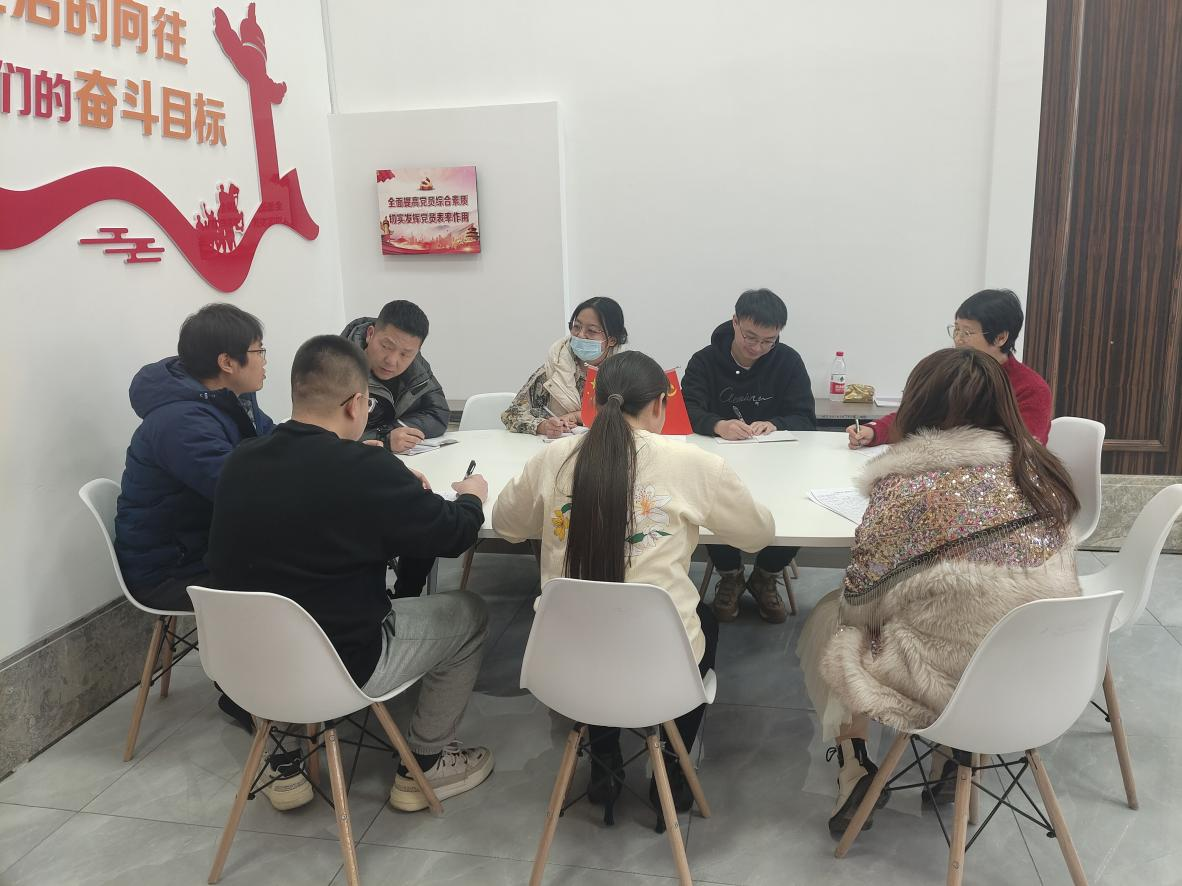 的向往
们的奋斗目标
全面提高党员综合素质
切实发挥党员表率作用